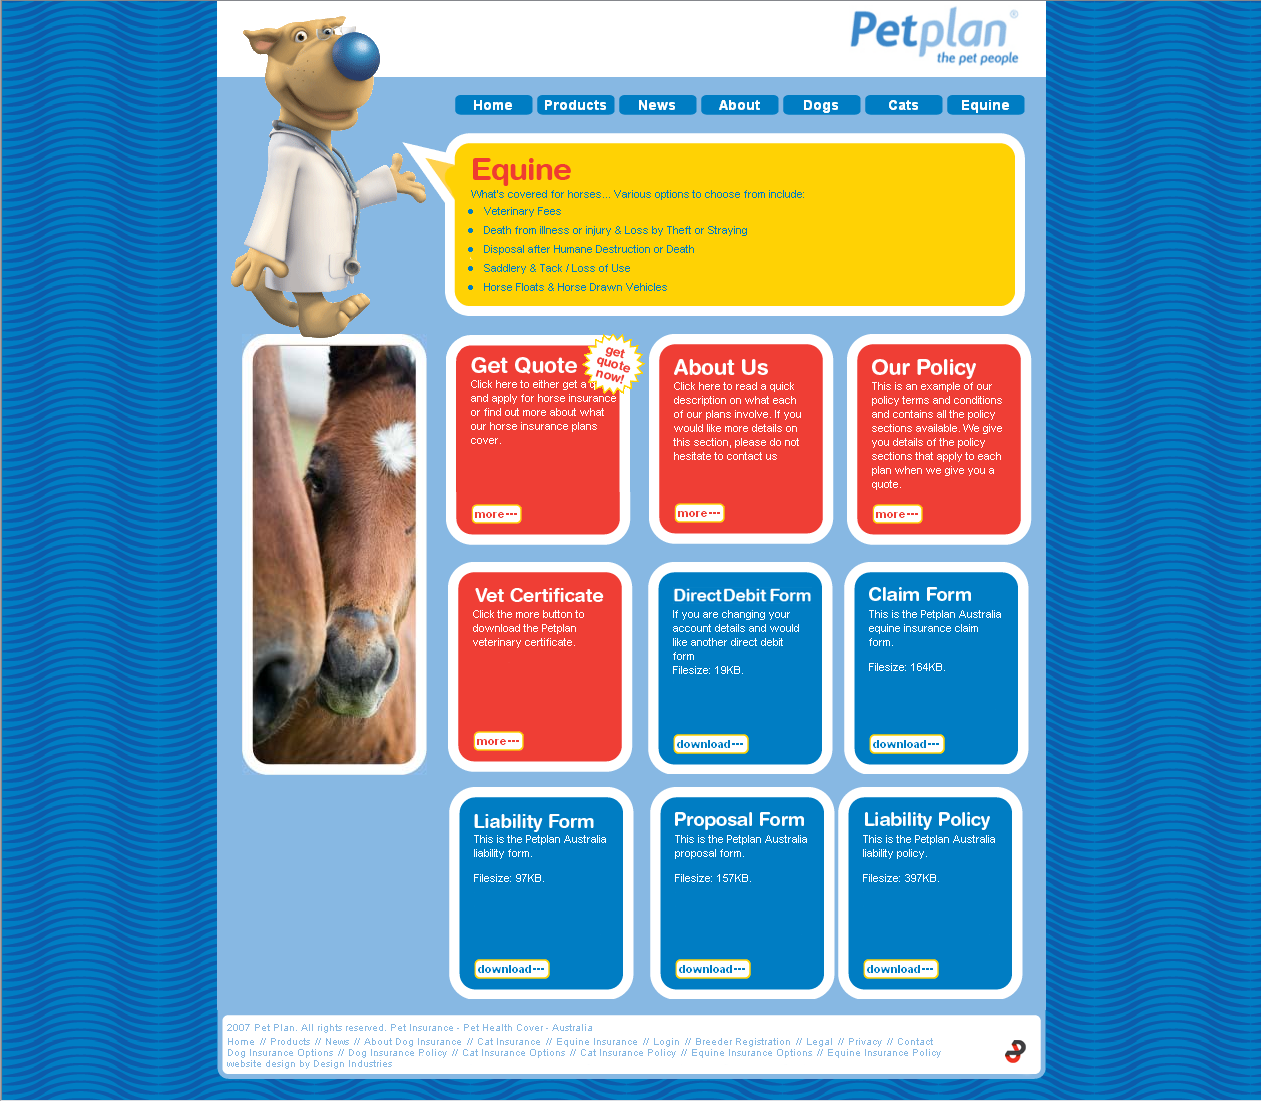 Petplan®
the pet people
Home Products News About Dogs Cats Equine
Equine
What's covered for horses... Various options to choose from include:
Veterinary Fees
Death from illness or injury & Loss by Theft or Straying
Disposal after Humane Destruction or Death
Saddlery & Tack / Loss of Use
Horse Floats & Horse Drawn Vehicles
Get Quote
get
quote
now!
Click here to either get a
and apply for horse insurance
or find out more about what
our horse insurance plans
cover.
more---
About Us
Click here to read a quick
description on what each
of our plans involve. If you
would like more details on
this section, please do not
hesitate to contact us
more---
Our Policy
This is an example of our
policy terms and conditions
and contains all the policy
sections available. We give
you details of the policy
sections that apply to each
plan when we give you a
quote.
more---
Vet Certificate
Click the more button to
download the Petplan
veterinary certificate.
more---
Direct Debit Form
If you are changing your
account details and would
like another direct debit
form
Filesize: 19KB.
download---
Claim Form
This is the Petplan Australia
equine insurance claim
form.
Filesize: 164KB.
download---
Liability Form
This is the Petplan Australia
liability form.
Filesize: 97KB.
download---
Proposal Form
This is the Petplan Australia
proposal form.
Filesize: 157KB.
download---
Liability Policy
This is the Petplan Australia
liability policy.
Filesize: 397KB.
download---
2007 Pet Plan. All rights reserved. Pet Insurance - Pet Health Cover - Australia
Home // Products // News // About Dog Insurance // Cat Insurance // Equine Insurance // Login // Breeder Registration // Legal // Privacy // Contact
Dog Insurance Options // Dog Insurance Policy // Cat Insurance Options // Cat Insurance Policy // Equine Insurance Options // Equine Insurance Policy
website design by Design Industries